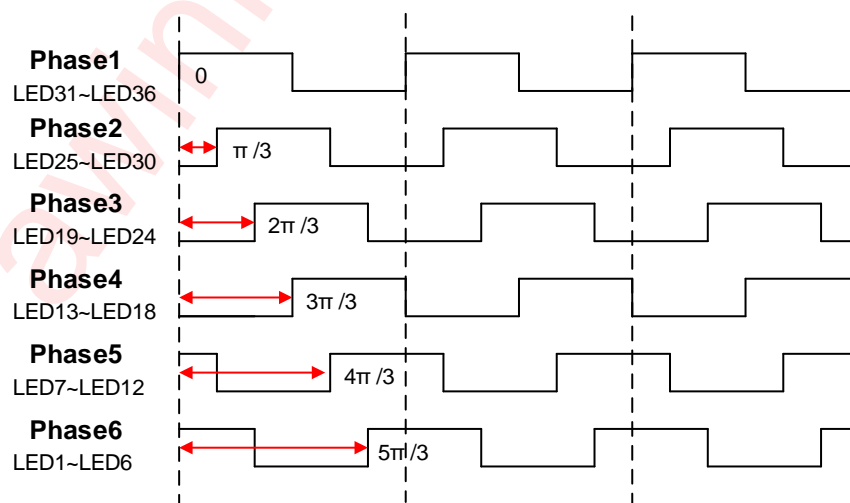 Phase1
0
LED31~LED36
Phase2
π /3
LED25~LED30
Phase3
2π /3
LED19~LED24
Phase4
3π /3
LED13~LED18
Phase5
4π /3
LED7~LED12
Phase6
5π /3
LED1~LED6